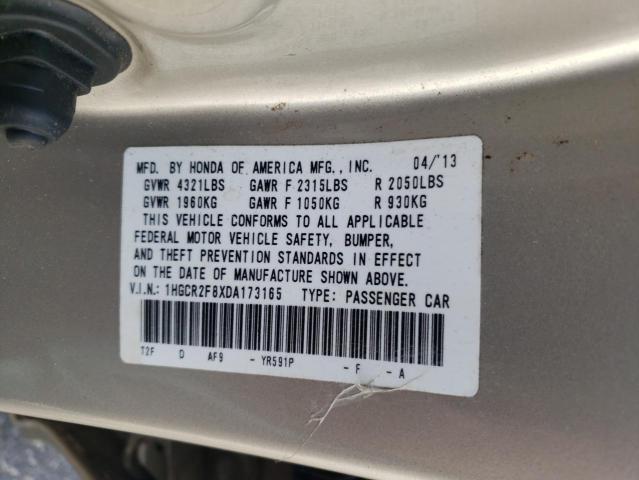 MFD. BY HONDA OF AMERICA MFG., INC. 04/'13
GVWR 4321LBS GAWR F 2315LBS R 2050LBS
GVWR 1960KG GAWR F 1050KG R 930KG
THIS VEHICLE CONFORMS TO ALL APPLICABLE
FEDERAL MOTOR VEHICLE SAFETY, BUMPER,
AND THEFT PREVENTION STANDARDS IN EFFECT
ON THE DATE OF MANUFACTURE SHOWN ABOVE.
V.I.N.: 1HGCR2F8XDA173165 TYPE: PASSENGER CAR
T2F D AF9 - YR591P - F - A